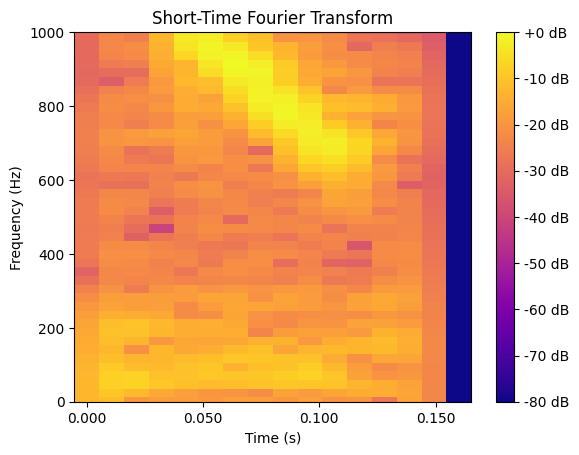 Short-Time Fourier Transform
1000
800
600
400
200
0
Frequency (Hz)
0.000
0.050
0.100
0.150
Time (s)
+0 dB
-10 dB
-20 dB
-30 dB
-40 dB
-50 dB
-60 dB
-70 dB
-80 dB